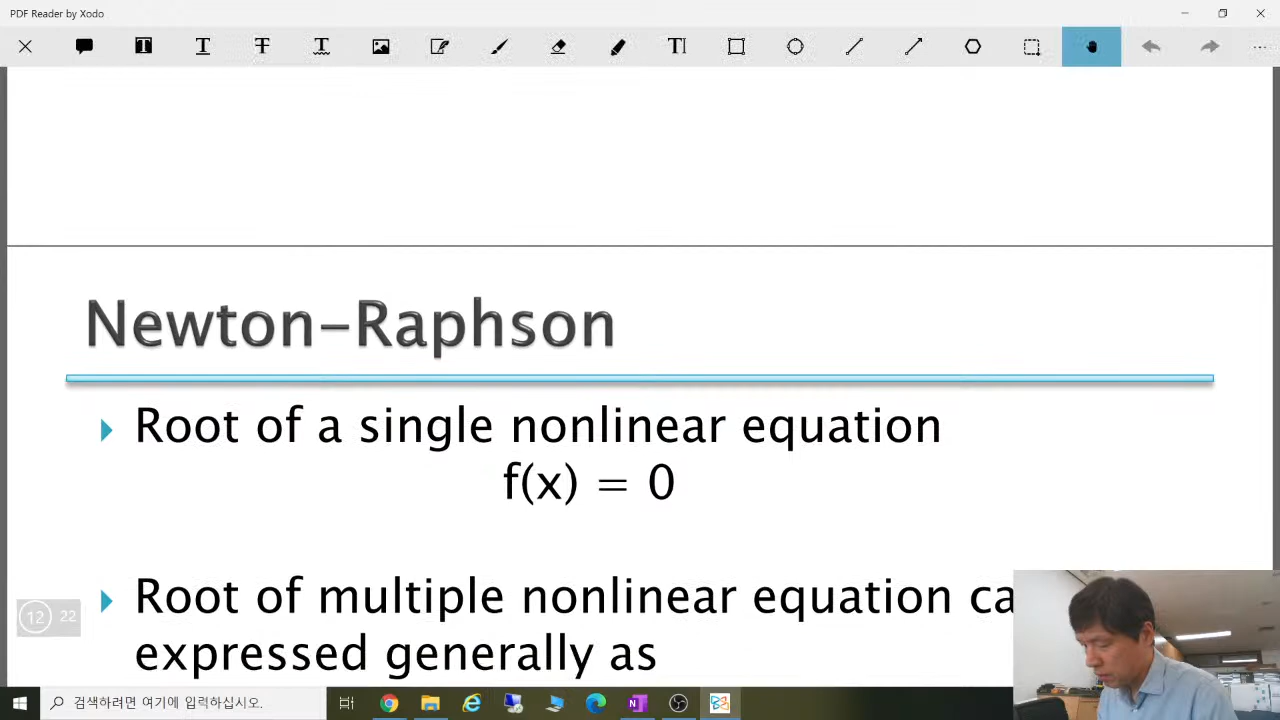 PDF Reader by Xodo
T
T
T
T
TI
Newton-Raphson
Root of a single nonlinear equation
f(x) = 0
Root of multiple nonlinear equation ca
expressed generally as
12 22
검색하려면 여기에 입력하십시오.